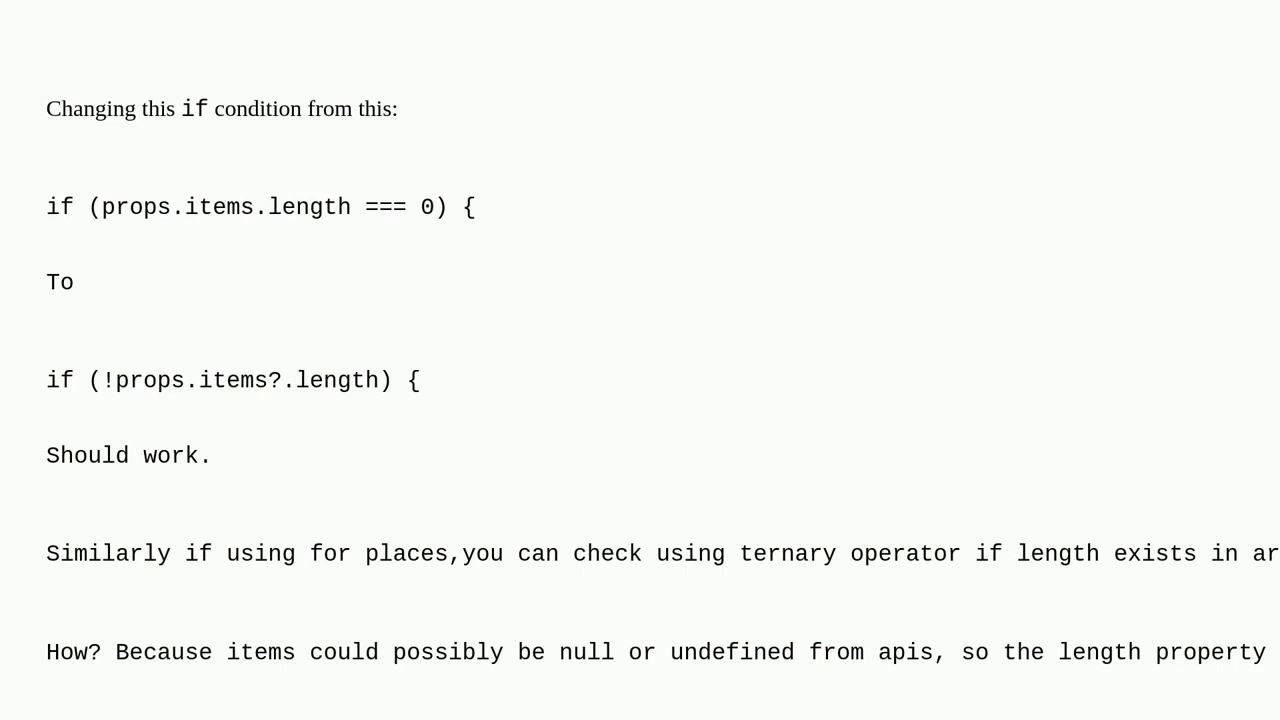 Changing this if condition from this:
if (props.items.length === 0) {
To
if (!props.items?.length) {
Should work.
Similarly if using for places,you can check using ternary operator if length exists in
How? Because items could possibly be null or undefined from apis, so the length property